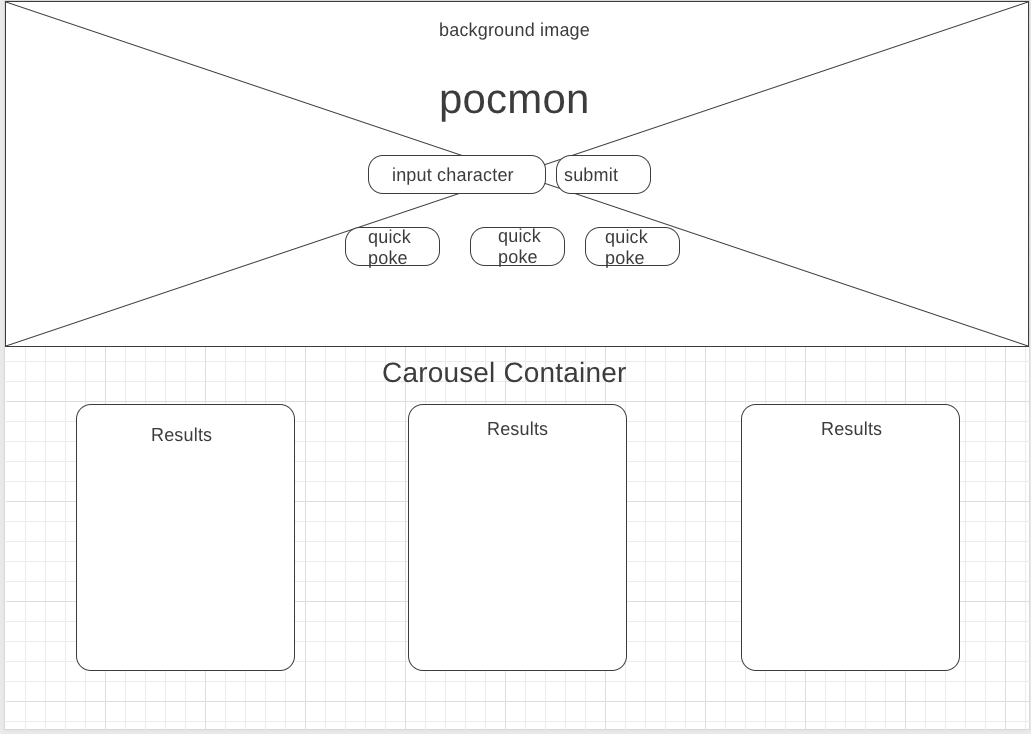 background image
pocmon
input character
submit
quick
poke
quick
poke
quick
poke
Carousel Container
Results
Results
Results